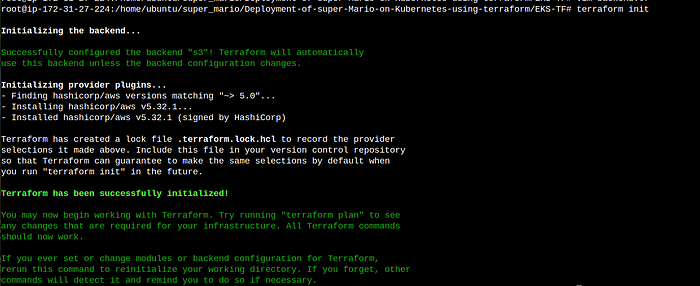 root@ip-172-31-27-224:/home/ubuntu/super_mario/Deployment-of-super-Mario-on-Kubernetes-using-terraform/EKS-TF# terraform init
Initializing the backend...
Successfully configured the backend "s3"! Terraform will automatically
use this backend unless the backend configuration changes.
Initializing provider plugins...
- Finding hashicorp/aws versions matching "~> 5.0"...
- Installing hashicorp/aws v5.32.1...
- Installed hashicorp/aws v5.32.1 (signed by HashiCorp)
Terraform has created a lock file .terraform.lock.hcl to record the provider
selections it made above. Include this file in your version control repository
so that Terraform can guarantee to make the same selections by default when
you run "terraform init" in the future.
Terraform has been successfully initialized!
You may now begin working with Terraform. Try running "terraform plan" to see
any changes that are required for your infrastructure. All Terraform commands
should now work.
If you ever set or change modules or backend configuration for Terraform,
rerun this command to reinitialize your working directory. If you forget, other
commands will detect it and remind you to do so if necessary.